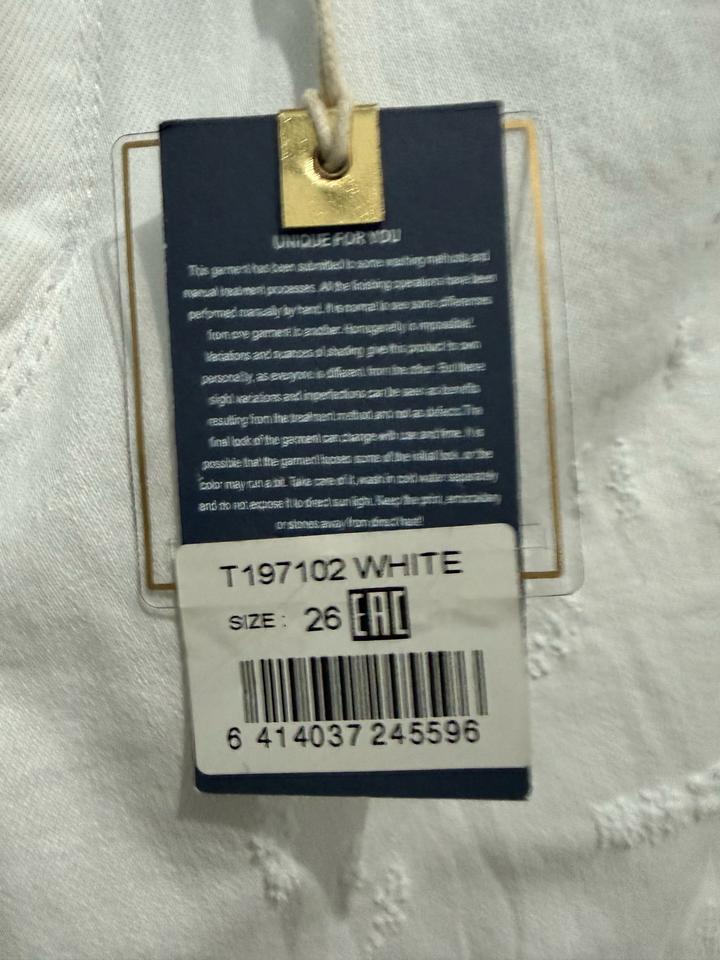 UNIQUE FOR YOU
This garment has been submitted to some washing methods and
manual treatment processes. All the finishing operations have been
performed manually by hand. It is normal to see some differences
from one garment to another. Homogeneity is impossible!
Variations and nuances of shading give this product its own
personality, as everyone is different from the other. But these
slight variations and imperfections can be seen as benefits
resulting from the treatment method and not as defects. The
final look of the garment can change with use and time. It is
possible that the garment looses some of the initial look, or the
color may run a bit. Take care of it, wash in cold water separately
and do not expose it to direct sun light. Keep the print, embroidery
or stones away from direct heat!
T197102 WHITE
SIZE: 26 EAC
6 414037 245596